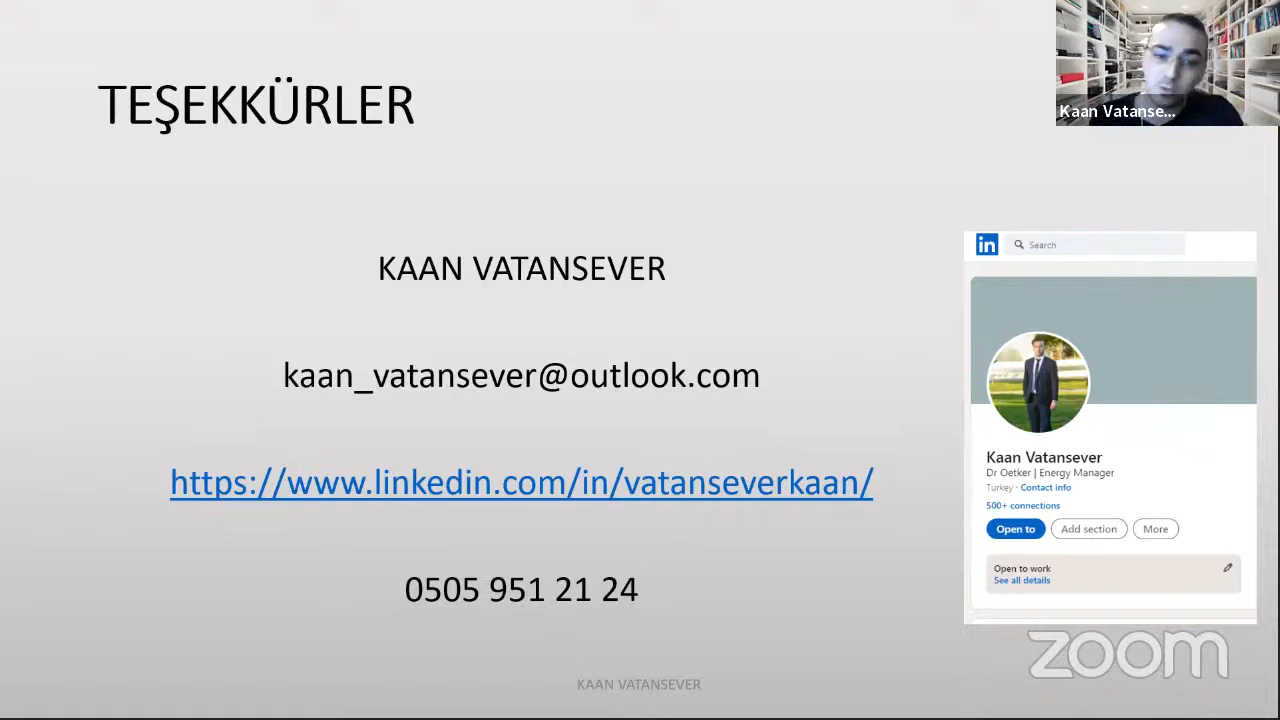 TEŞEKKÜRLER
Kaan Vatanse...
KAAN VATANSEVER
kaan_vatansever@outlook.com
https://www.linkedin.com/in/vatanseverkaan/
0505 951 21 24
in Search
Kaan Vatansever
Dr Oetker | Energy Manager
Turkey · Contact info
500+ connections
Open to Add section More
Open to work
See all details
zoom
KAAN VATANSEVER